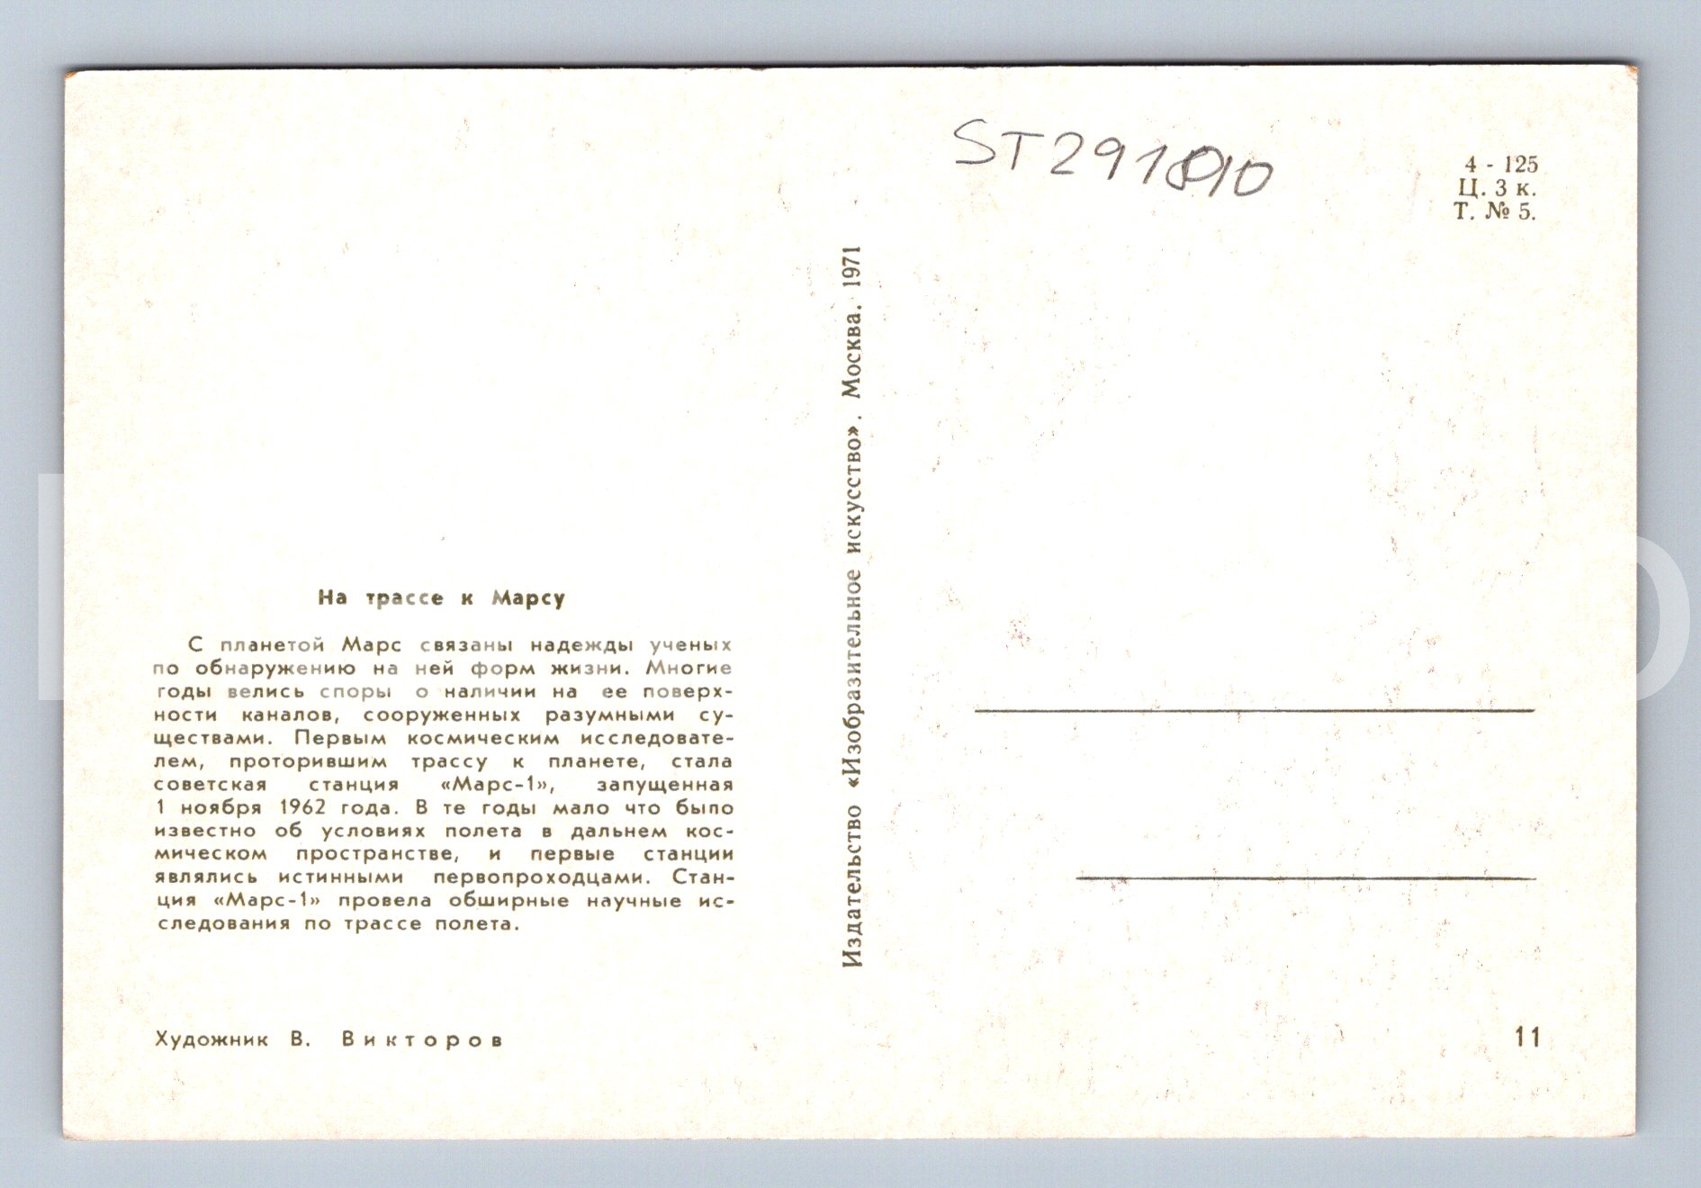 ST291890
4 - 125
Ц. 3 к.
Т. № 5.
На трассе к Марсу
С планетой Марс связаны надежды ученых
по обнаружению на ней форм жизни. Многие
годы велись споры о наличии на ее поверх-
ности каналов, сооруженных разумными су-
ществами. Первым космическим исследовате-
лем, проторившим трассу к планете, стала
советская станция «Марс-1», запущенная
1 ноября 1962 года. В те годы мало что было
известно об условиях полета в дальнем кос-
мическом пространстве, и первые станции
являлись истинными первопроходцами. Стан-
ция «Марс-1» провела обширные научные ис-
следования по трассе полета.
Художник В. Викторов
Издательство «Изобразительное искусство». Москва. 1971
11